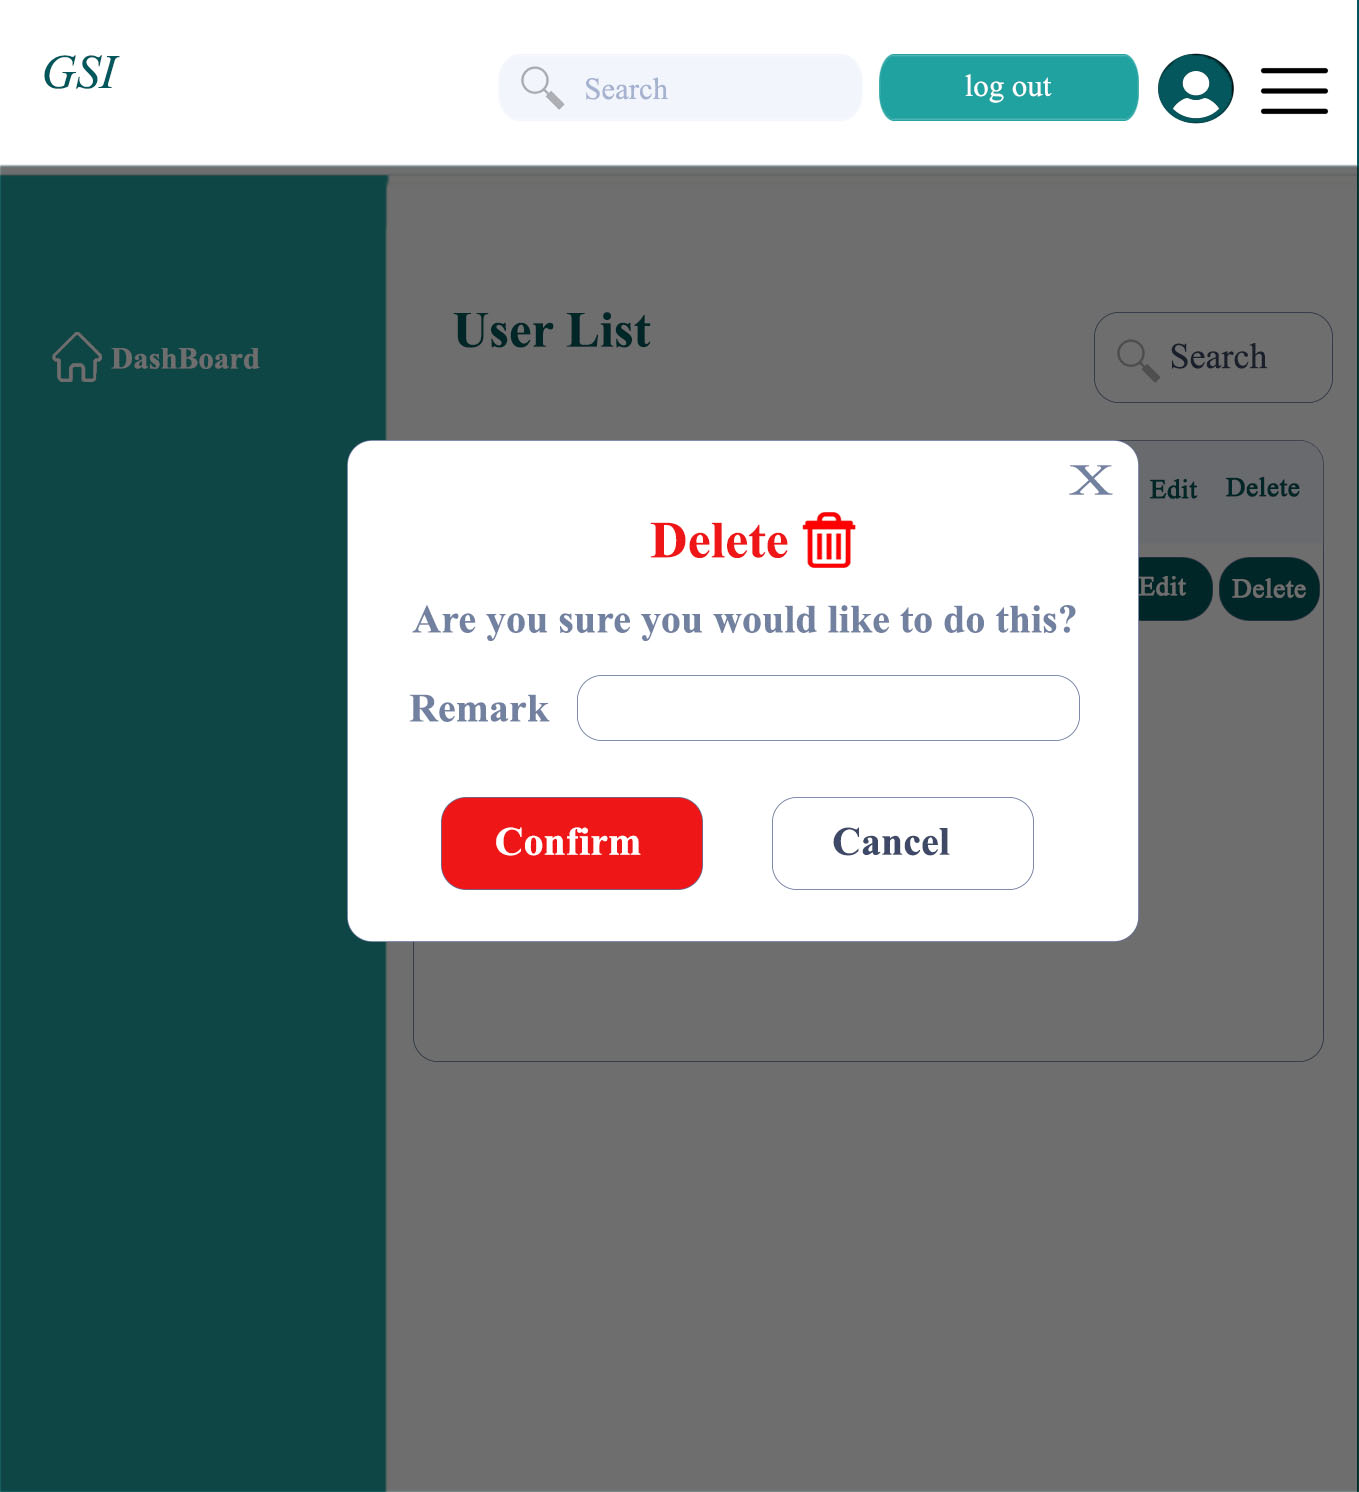 GSI
Search
log out
DashBoard
User List
Search
X
Edit
Delete
Delete
Are you sure you would like to do this?
Edit
Delete
Remark
Confirm
Cancel